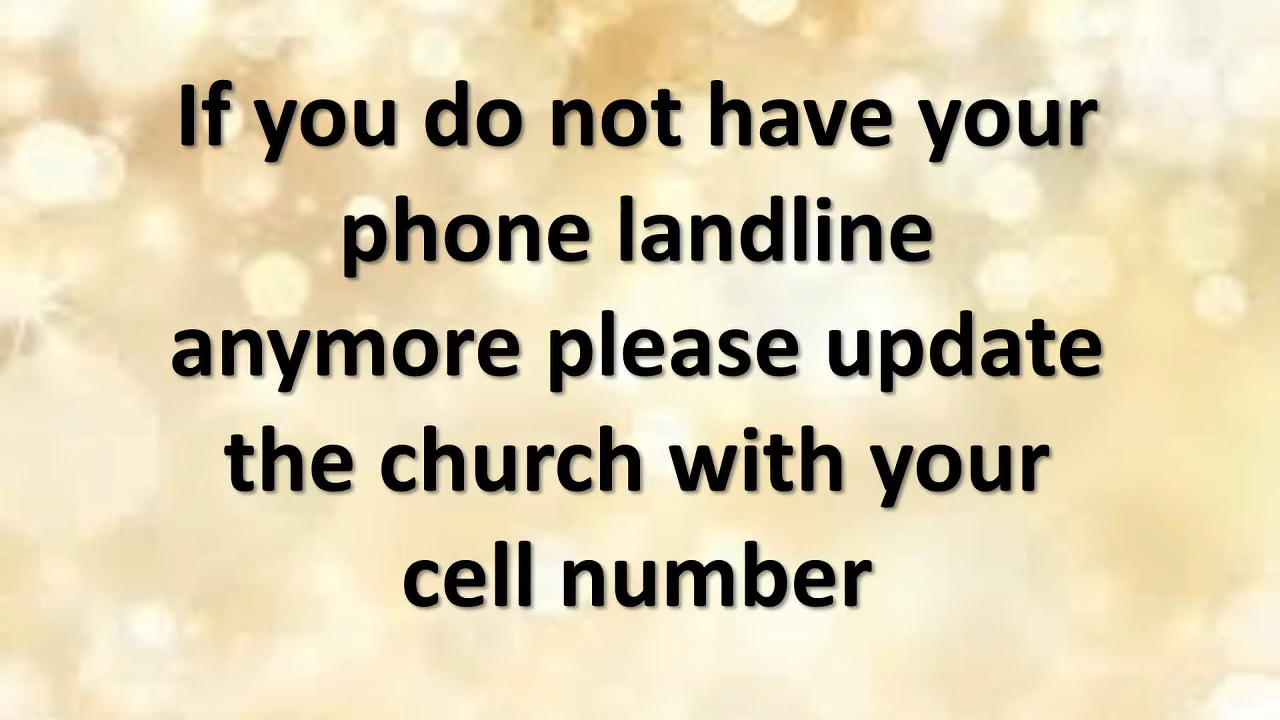 If you do not have your
phone landline
anymore please update
the church with your
cell number